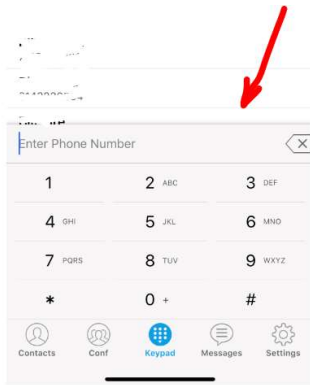 Enter Phone Number
1 2 ABC 3 DEF
4 GHI 5 JKL 6 MNO
7 PQRS 8 TUV 9 WXYZ
* 0 + #
Contacts Conf Keypad Messages Settings